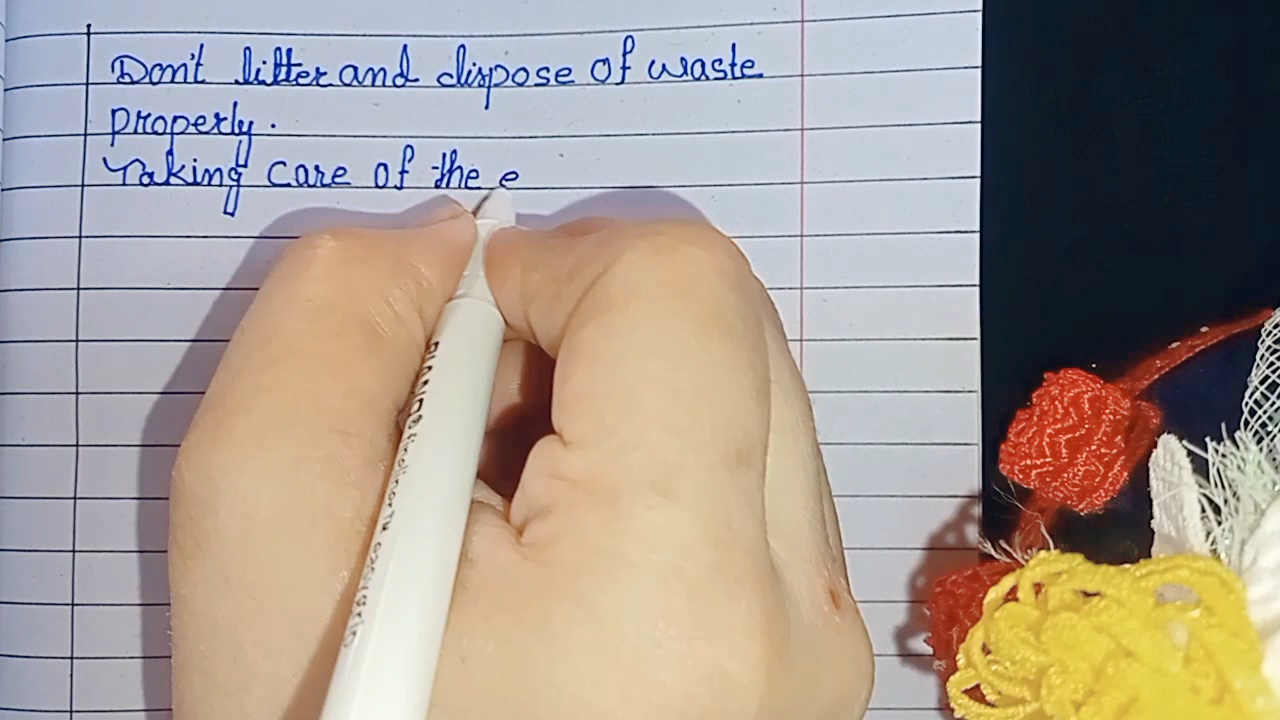 Don't litter and dispose of waste
properly.
Taking care of the e